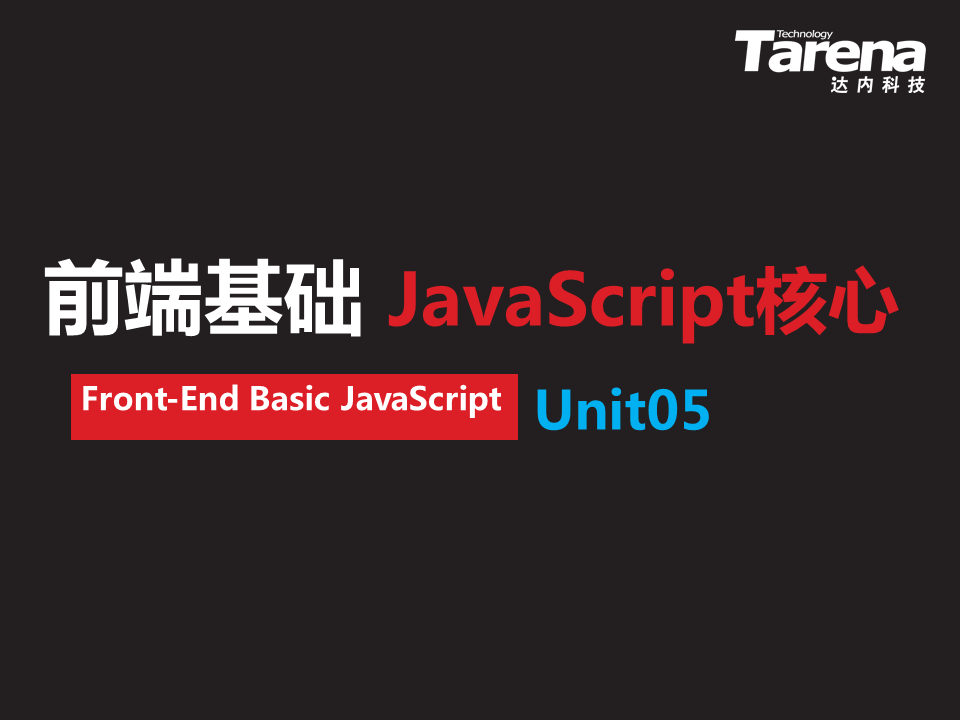 Technology
Tarena
达内科技
前端基础 JavaScript核心
Front-End Basic JavaScript Unit05